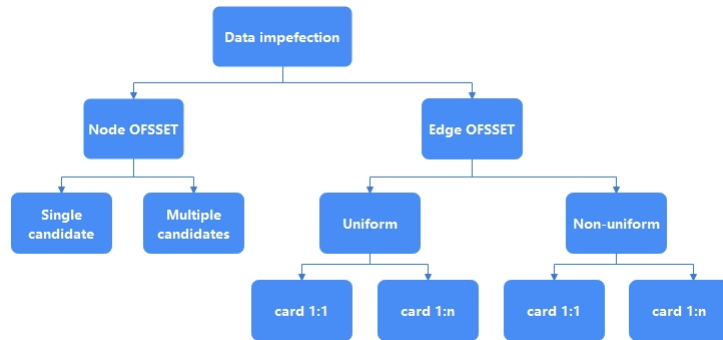 Data impefection
Node OFSSET
Edge OFSSET
Single
candidate
Multiple
candidates
Uniform
Non-uniform
card 1:1
card 1:n
card 1:1
card 1:n